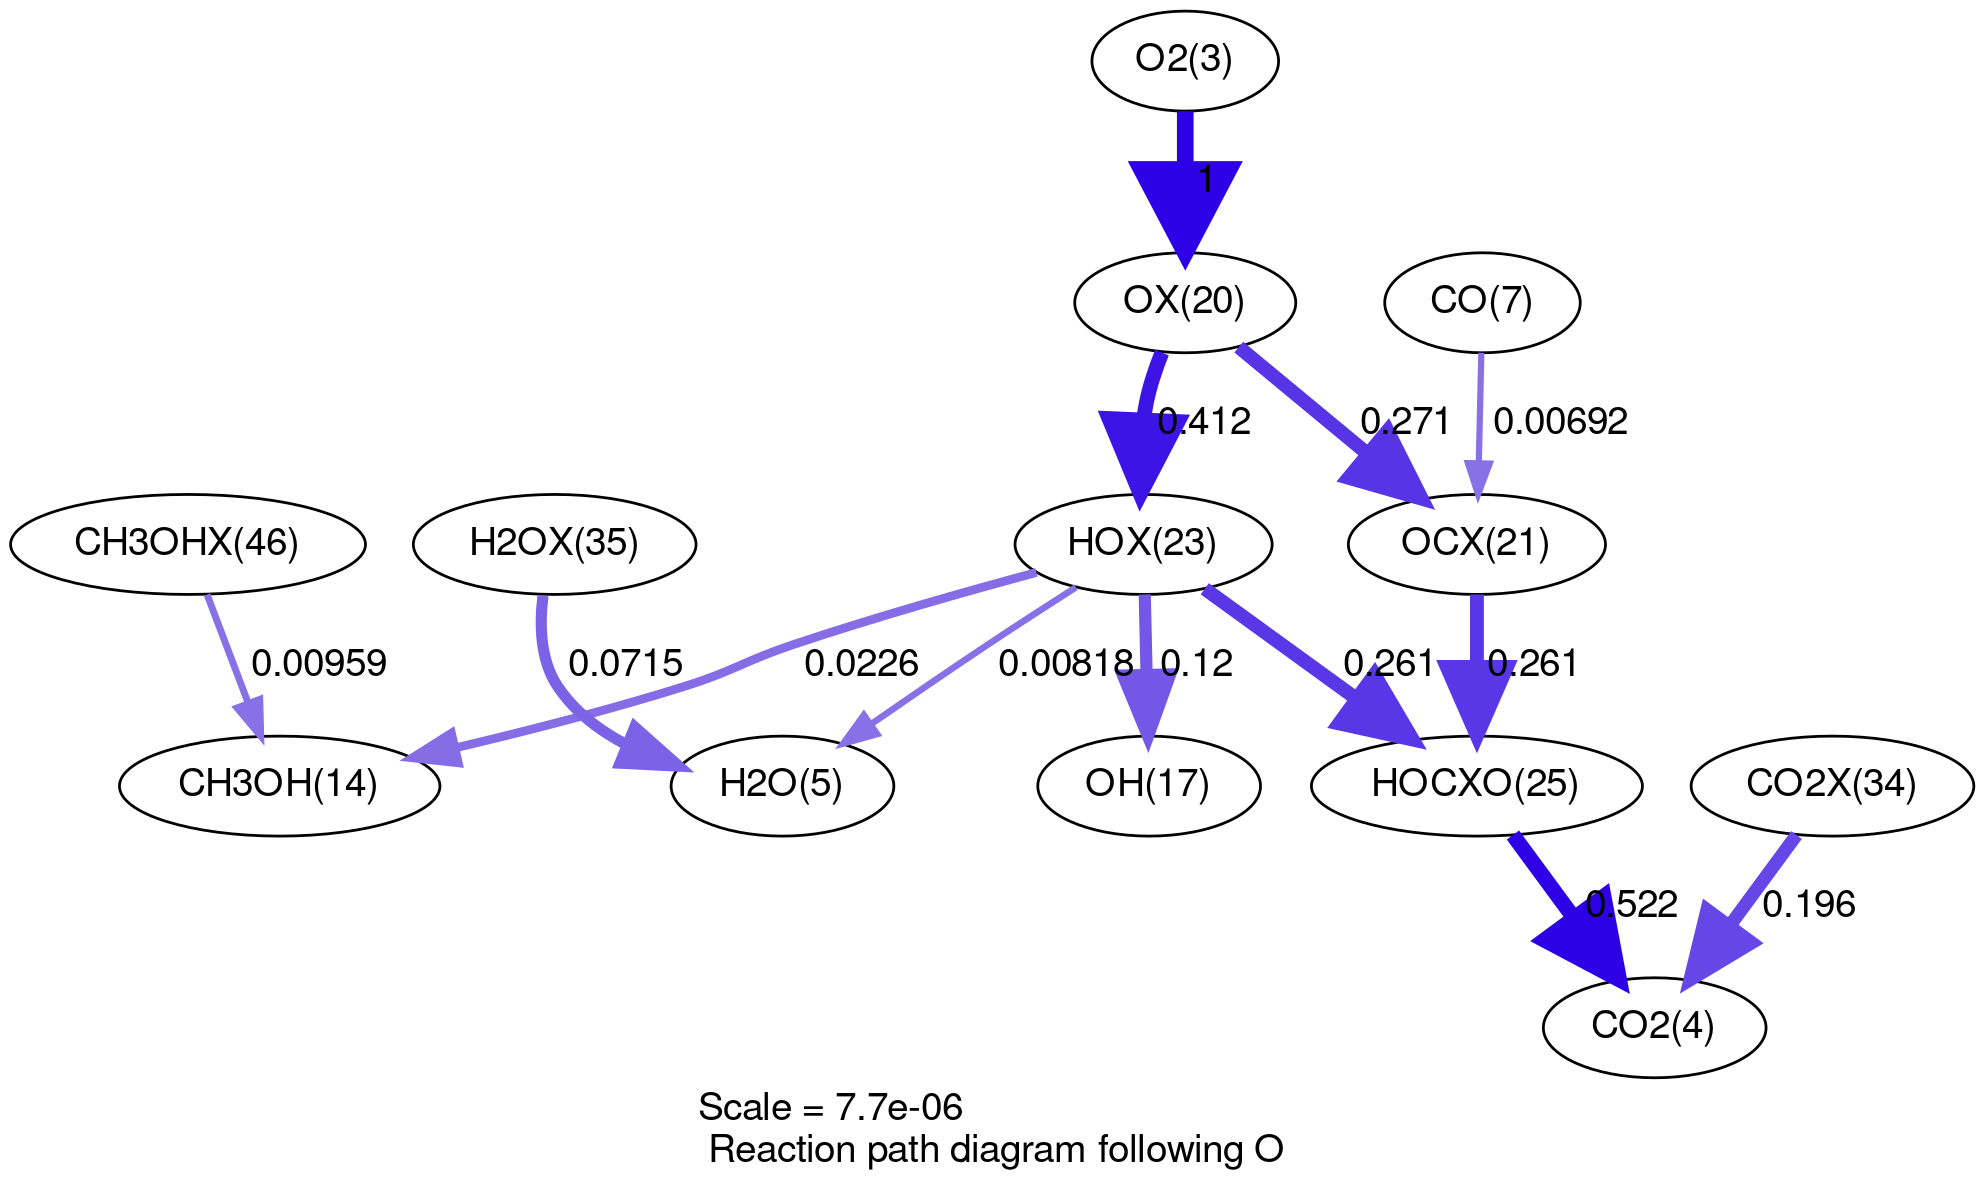 O2(3)
1
OX(20)
CO(7)
0.412
0.271
0.00692
CH3OHX(46)
H2OX(35)
HOX(23)
OCX(21)
0.00959
0.0715
0.0226
0.00818
0.12
0.261
0.261
CH3OH(14)
H2O(5)
OH(17)
HOCXO(25)
CO2X(34)
0.522
0.196
CO2(4)
Scale = 7.7e-06
Reaction path diagram following O